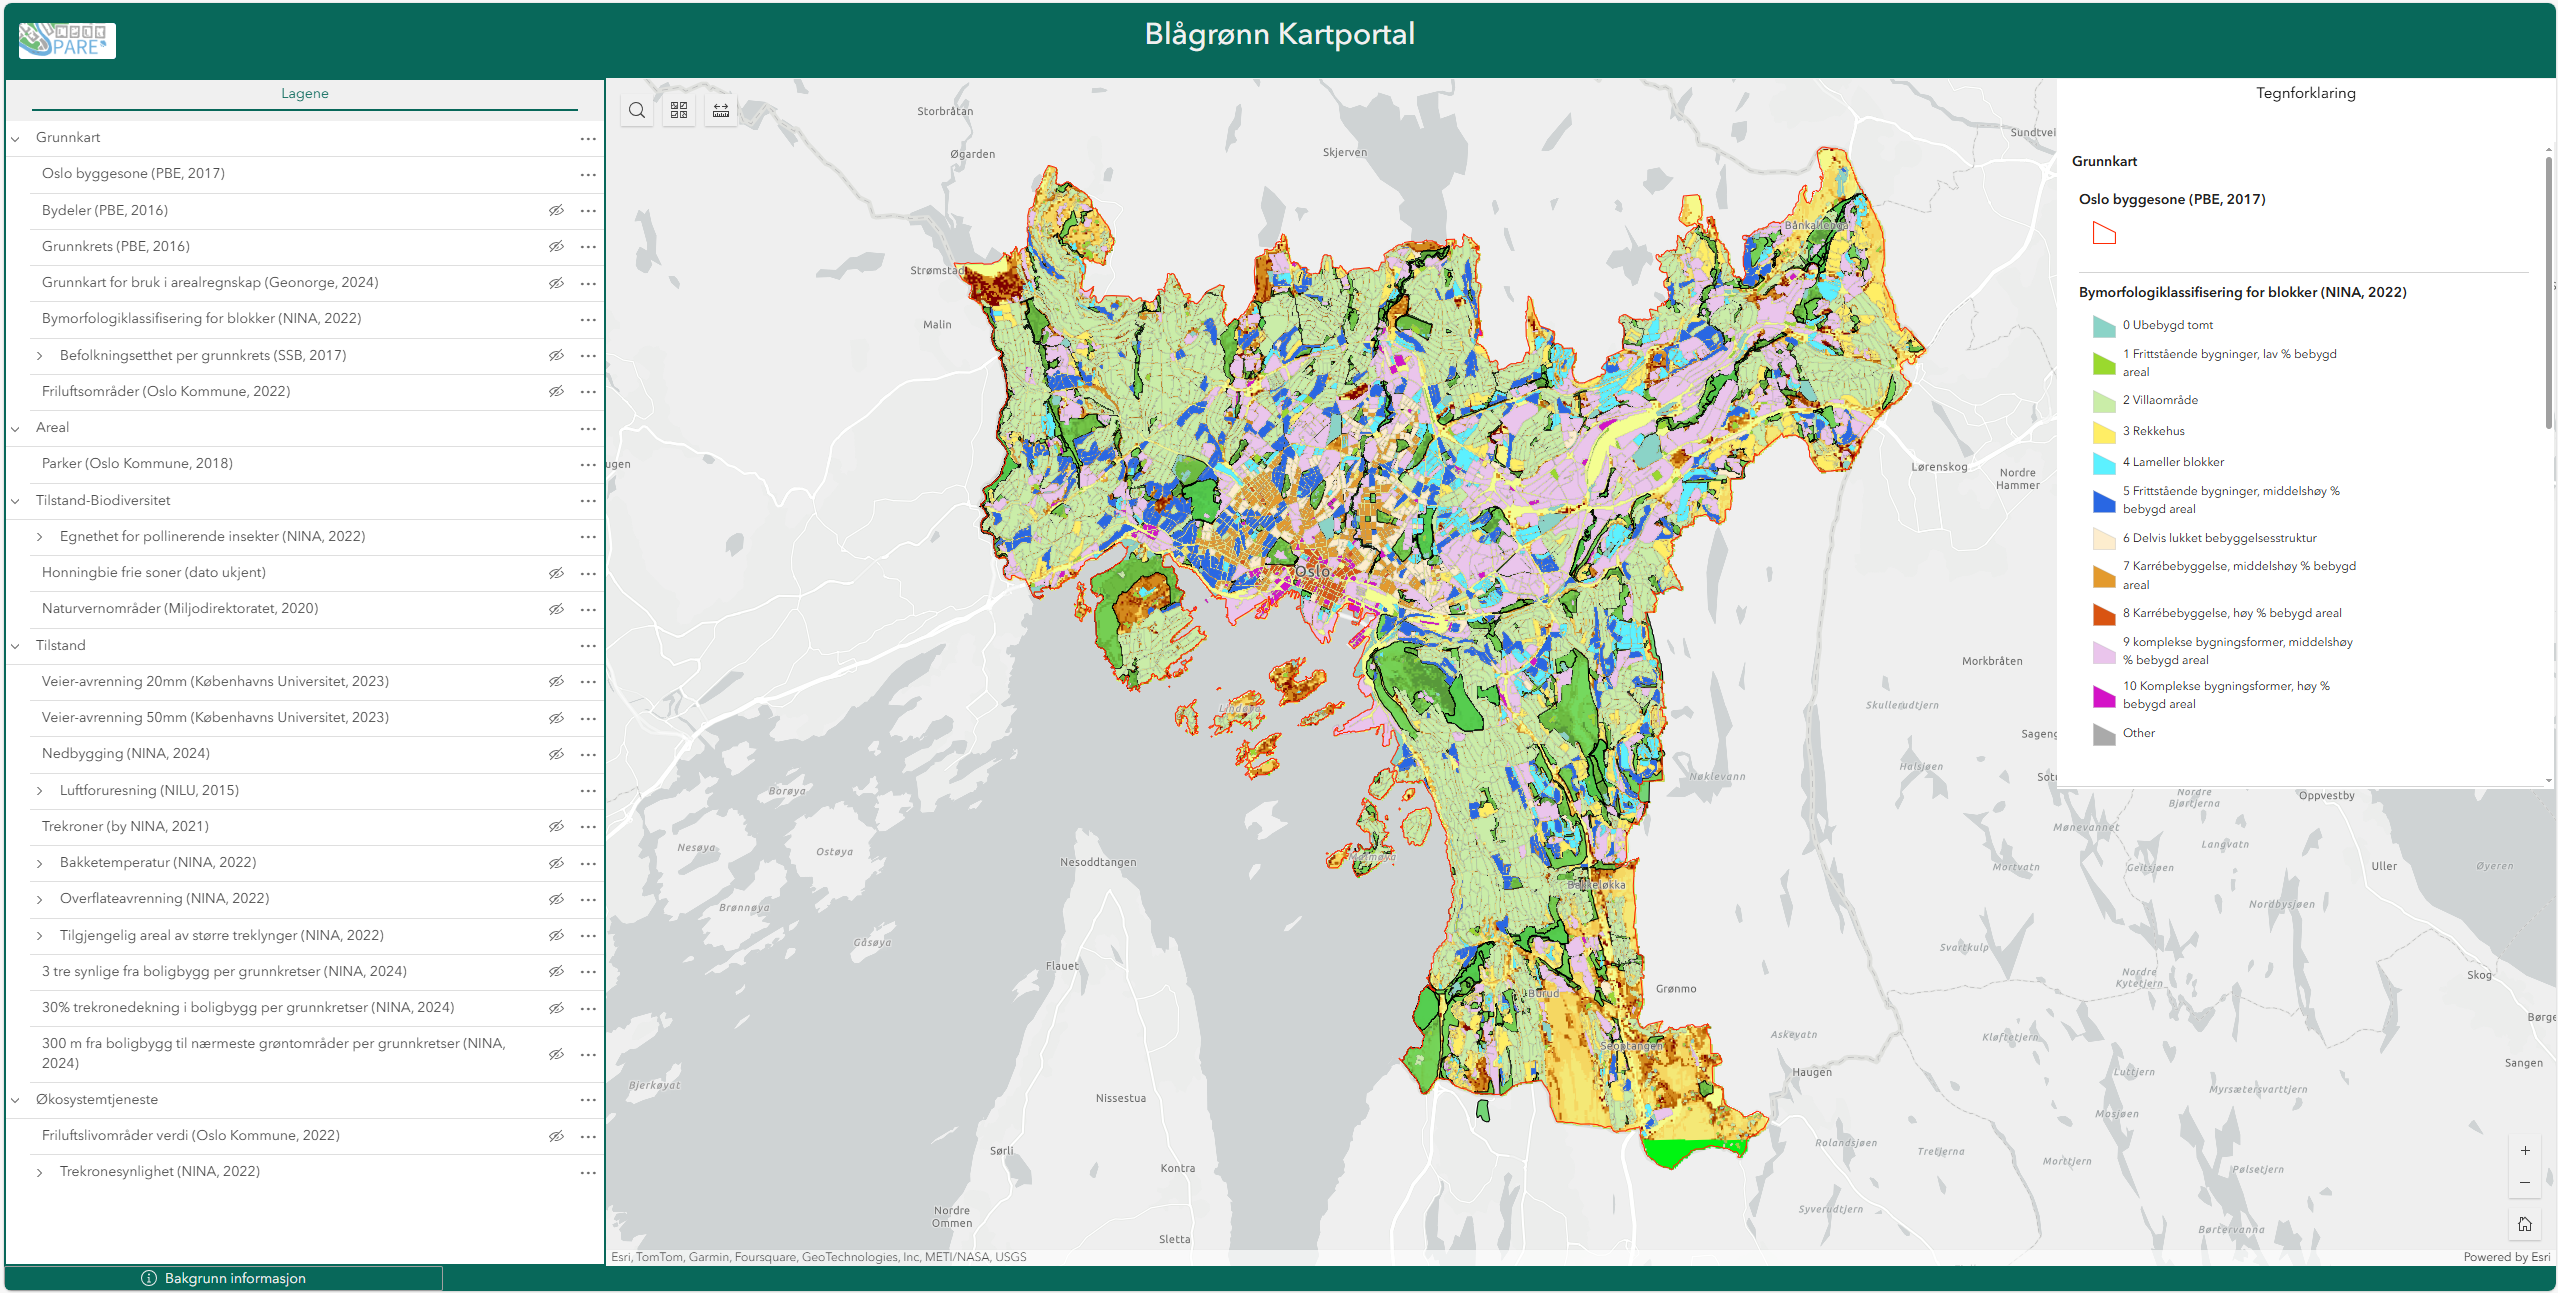 PARE
Blågrønn Kartportal
Lagene
Grunnkart
Oslo byggesone (PBE, 2017)
Bydeler (PBE, 2016)
Grunnkrets (PBE, 2016)
Grunnkart for bruk i arealregnskap (Geonorge, 2024)
Bymorfologiklassifisering for blokker (NINA, 2022)
Befolkningsetthet per grunnkrets (SSB, 2017)
Friluftsområder (Oslo Kommune, 2022)
Areal
Parker (Oslo Kommune, 2018)
Tilstand-Biodiversitet
Egnethet for pollinerende insekter (NINA, 2022)
Honningbie frie soner (dato ukjent)
Naturvernområder (Miljodirektoratet, 2020)
Tilstand
Veier-avrenning 20mm (Københavns Universitet, 2023)
Veier-avrenning 50mm (Københavns Universitet, 2023)
Nedbygging (NINA, 2024)
Luftforuresning (NILU, 2015)
Trekroner (by NINA, 2021)
Bakketemperatur (NINA, 2022)
Overflateavrenning (NINA, 2022)
Tilgjengelig areal av større treklynger (NINA, 2022)
3 tre synlige fra boligbygg per grunnkretser (NINA, 2024)
30% trekronedekning i boligbygg per grunnkretser (NINA, 2024)
300 m fra boligbygg til nærmeste grøntområder per grunnkretser (NINA,
2024)
Økosystemtjeneste
Friluftslivområder verdi (Oslo Kommune, 2022)
Trekronesynlighet (NINA, 2022)
Bakgrunn informasjon
Storbråtan
Øgarden
Skjerven
Sundtvei
Bånkallenga
Strømstad
Malin
ugen
Lørenskog
Nordre
Hammer
Oslo
Morkbråten
Lindøya
Skullerudtjern
Sageng
Nøklevann
Halsjøen
Sotu
Borøya
Nesøya
Ostøya
Nesoddtangen
Malmøya
Brønnøya
Gåsøya
Bakkeløkka
Flauet
Burud
Grønmo
Seoptangen
Bjerkøyat
Nissestua
Haugen
Sørli
Kontra
Nordre
Ommen
Sletta
Nordre
Bjørtjerna
Oppvestby
Mønevannet
Langvatn
Geitsjøen
Mortvatn
Uller
Øyeren
Nordbysjøen
Svartkulp
Nordre
Kytetjern
Skog
Børge
Askevatn
Kløftetjern
Sangen
Luttjern
Myrsætersvarttjern
Mosjøen
Rolandsjøen
Tretjerna
Morttjern
Pølsetjern
Syverudtjern
Børtervanna
Tegnforklaring
Grunnkart
Oslo byggesone (PBE, 2017)
Bymorfologiklassifisering for blokker (NINA, 2022)
0 Ubebygd tomt
1 Frittstående bygninger, lav % bebygd
areal
2 Villaområde
3 Rekkehus
4 Lameller blokker
5 Frittstående bygninger, middelshøy %
bebygd areal
6 Delvis lukket bebyggelsesstruktur
7 Karrébebyggelse, middelshøy % bebygd
areal
8 Karrébebyggelse, høy % bebygd areal
9 komplekse bygningsformer, middelshøy
% bebygd areal
10 Komplekse bygningsformer, høy %
bebygd areal
Other
Esri, TomTom, Garmin, Foursquare, GeoTechnologies, Inc, METI/NASA, USGS
Powered by Esri